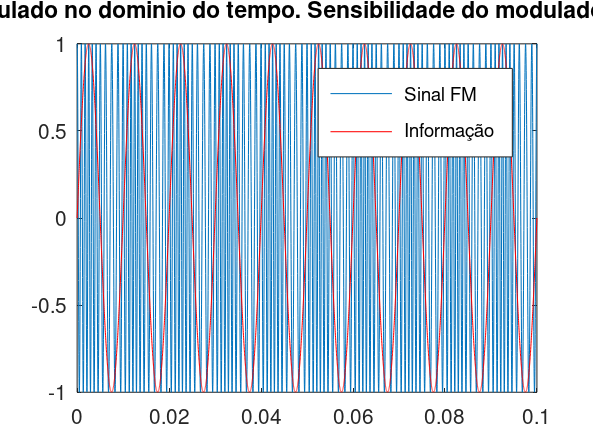 ulado no dominio do tempo. Sensibilidade do modulado
1
0.5
0
-0.5
-1
Sinal FM
Informação
0 0.02 0.04 0.06 0.08 0.1